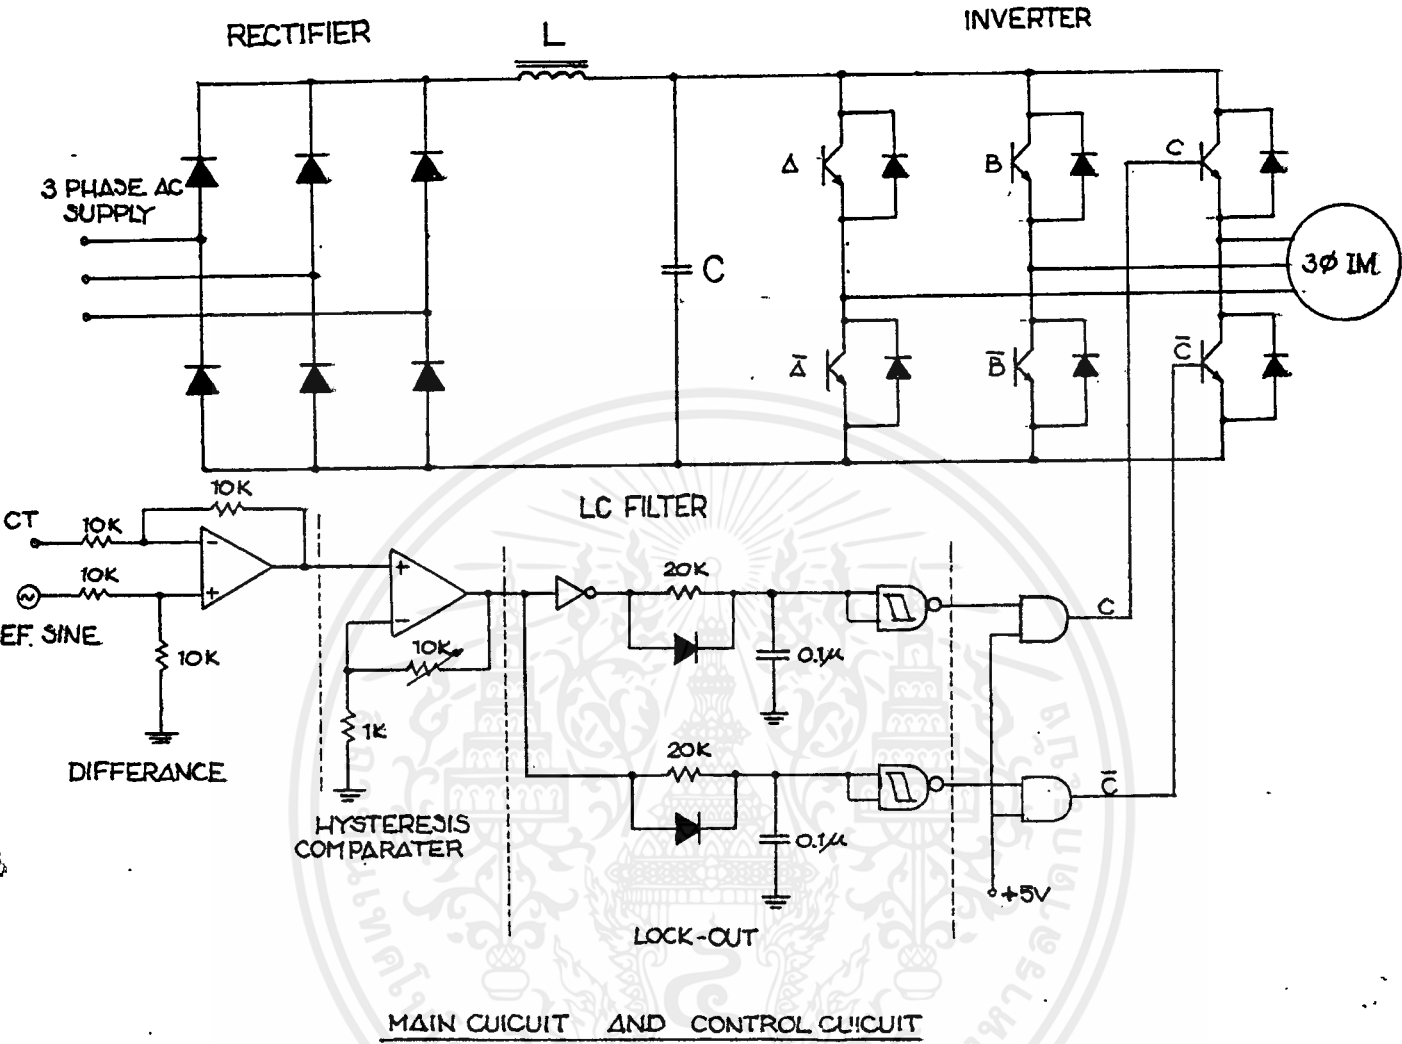 RECTIFIER
L
INVERTER
3 PHASE AC
SUPPLY
C
A
B
C
3Ø IM.
A̅
B̅
C̅
LC FILTER
CT
10K
10K
10K
EF. SINE
10K
DIFFERANCE
10K
1K
HYSTERESIS
COMPARATER
20K
0.1µ
20K
0.1µ
LOCK-OUT
C
C̅
+5V
MAIN CUICUIT AND CONTROL CUICUIT